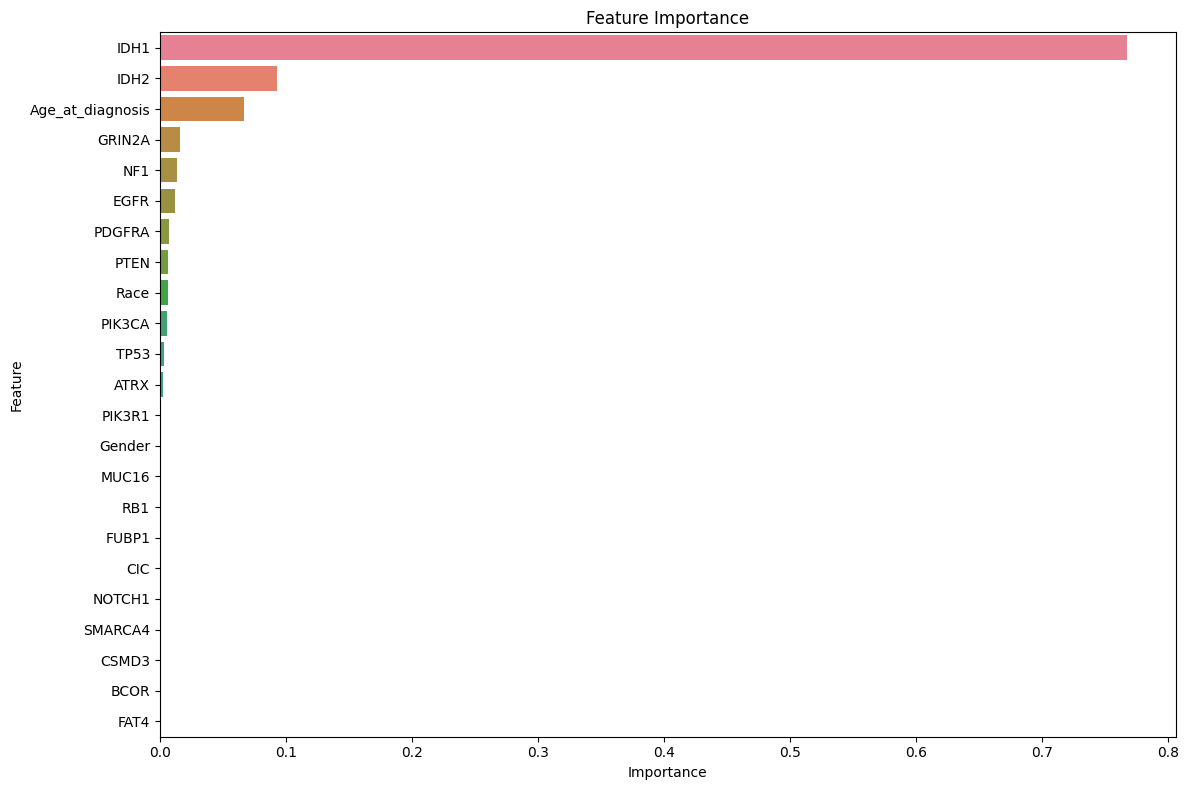 Feature Importance
IDH1
IDH2
Age_at_diagnosis
GRIN2A
NF1
EGFR
PDGFRA
PTEN
Race
PIK3CA
TP53
ATRX
PIK3R1
Gender
MUC16
RB1
FUBP1
CIC
NOTCH1
SMARCA4
CSMD3
BCOR
FAT4
Feature
0.0 0.1 0.2 0.3 0.4 0.5 0.6 0.7 0.8
Importance